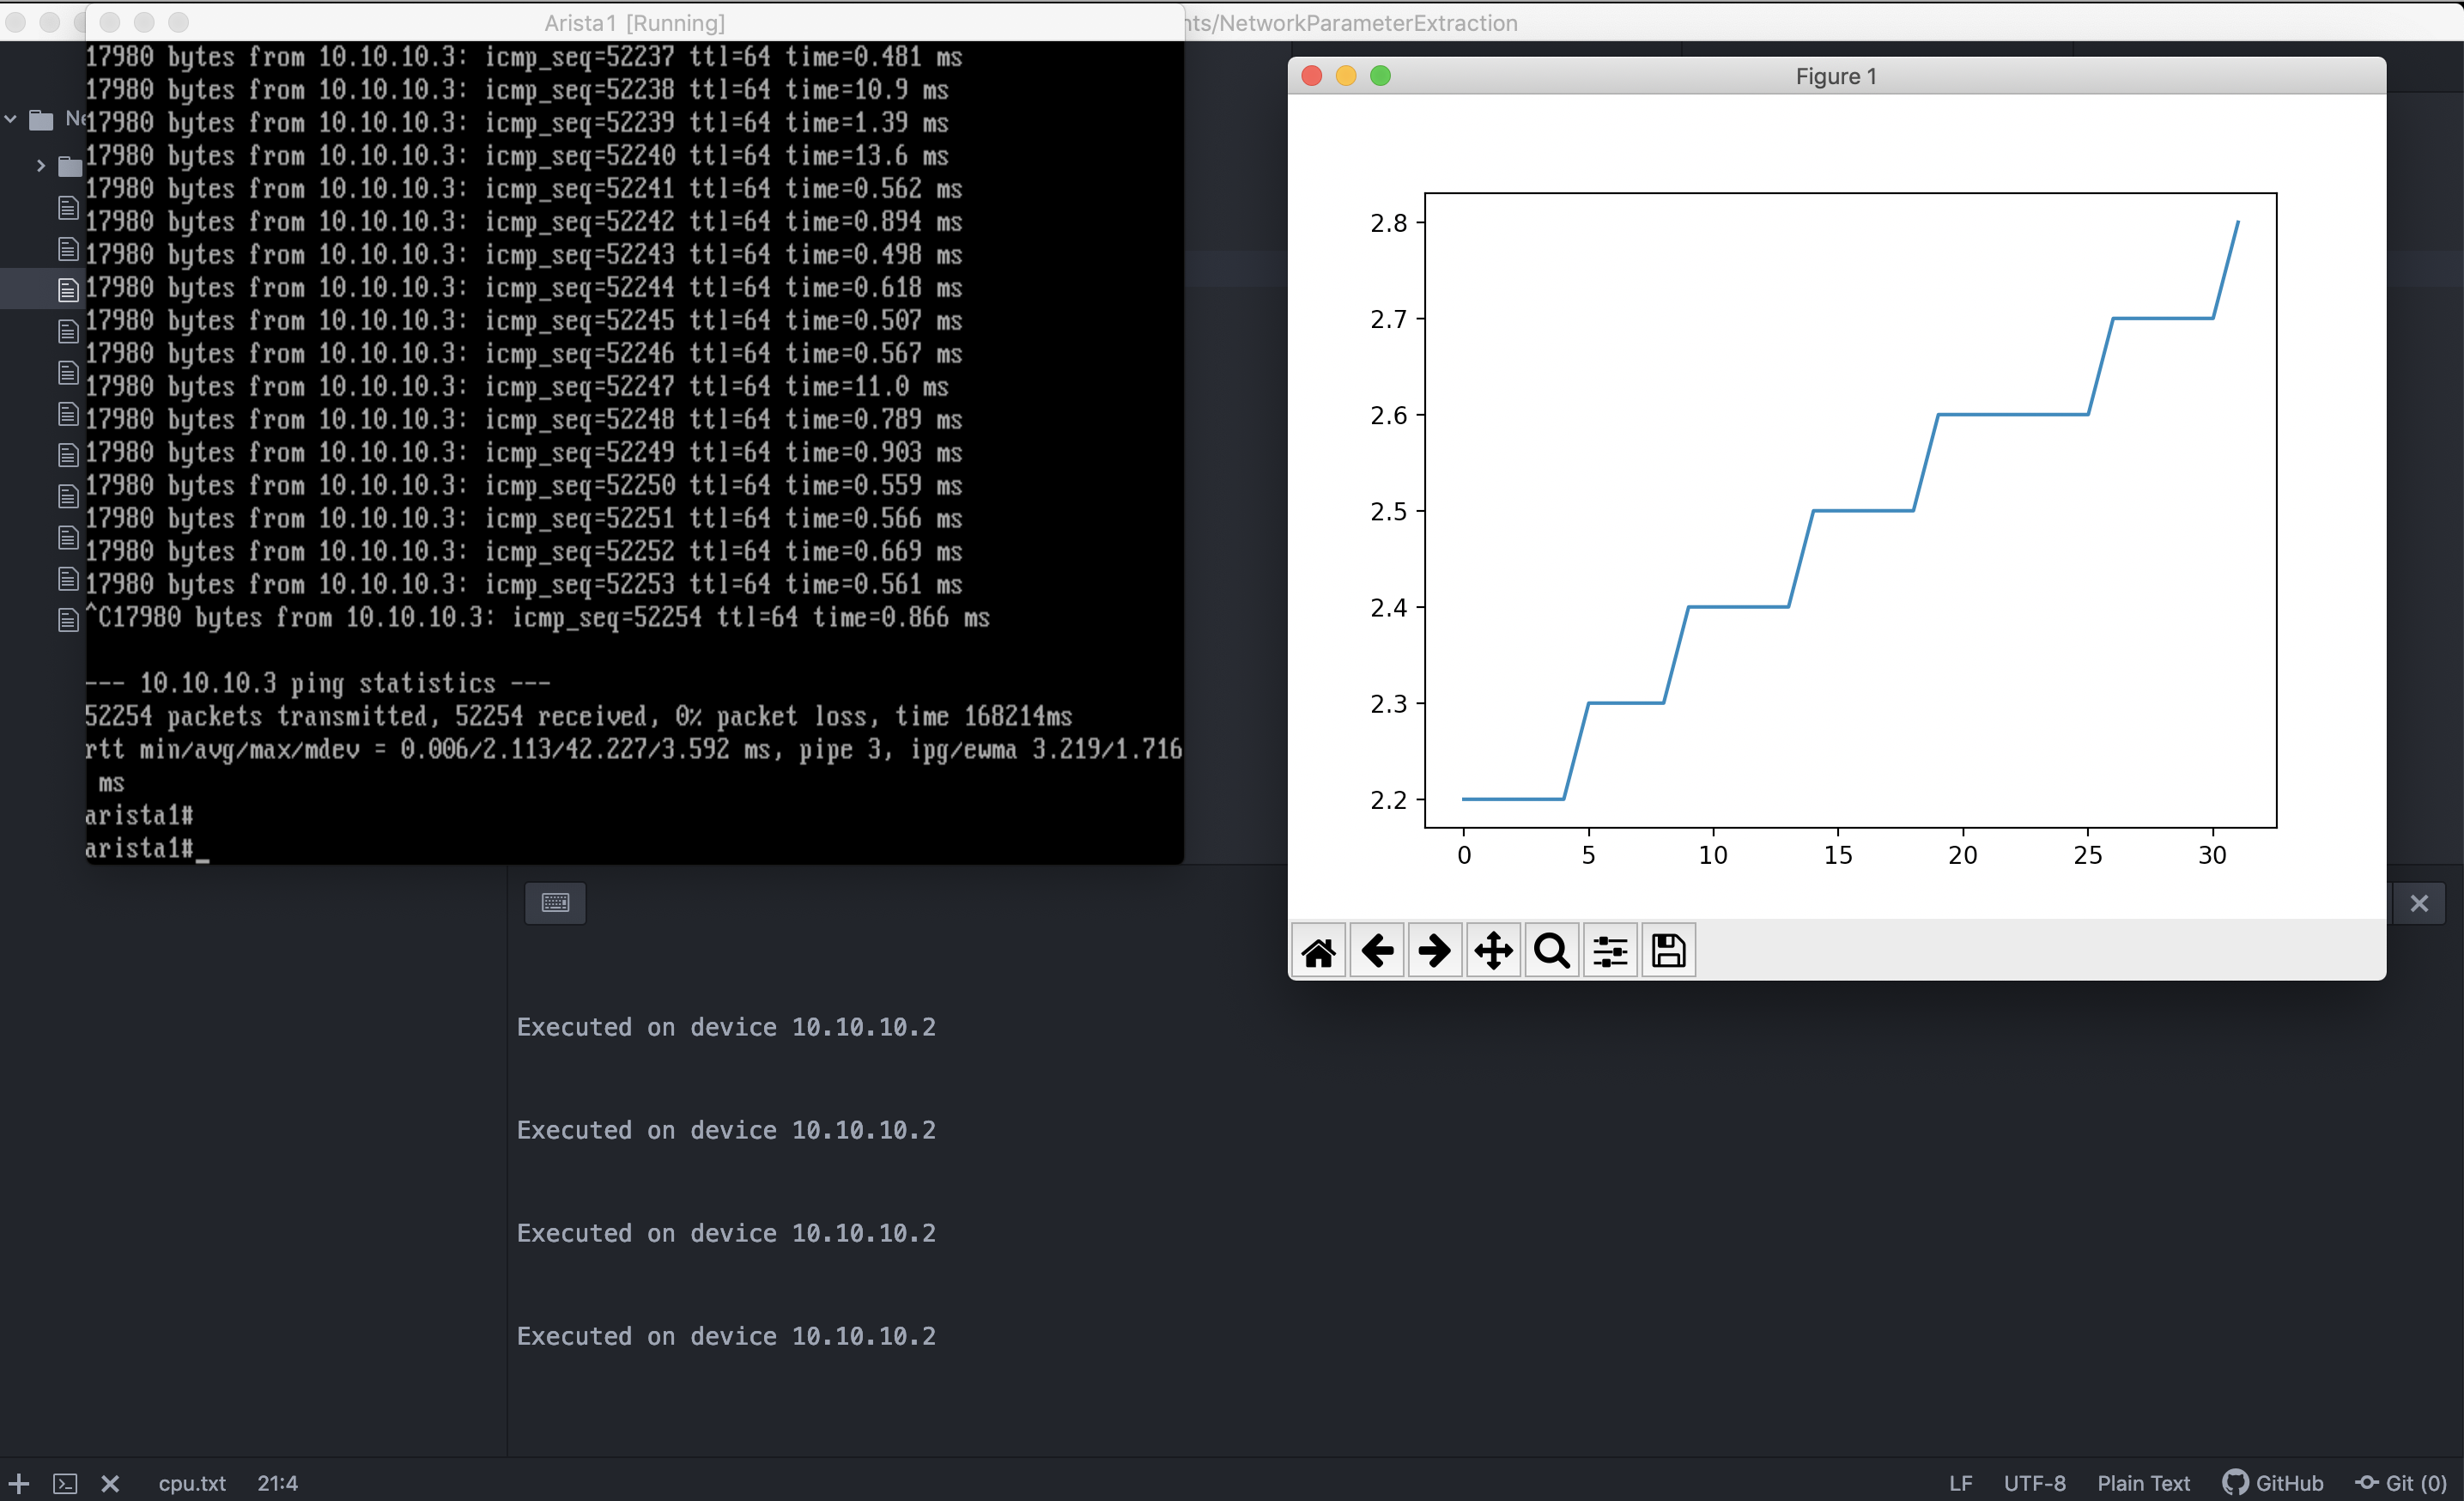 Arista1 [Running]
nts/NetworkParameterExtraction
Ne
17980 bytes from 10.10.10.3: icmp_seq=52237 ttl=64 time=0.481 ms
17980 bytes from 10.10.10.3: icmp_seq=52238 ttl=64 time=10.9 ms
17980 bytes from 10.10.10.3: icmp_seq=52239 ttl=64 time=1.39 ms
17980 bytes from 10.10.10.3: icmp_seq=52240 ttl=64 time=13.6 ms
17980 bytes from 10.10.10.3: icmp_seq=52241 ttl=64 time=0.562 ms
17980 bytes from 10.10.10.3: icmp_seq=52242 ttl=64 time=0.894 ms
17980 bytes from 10.10.10.3: icmp_seq=52243 ttl=64 time=0.498 ms
17980 bytes from 10.10.10.3: icmp_seq=52244 ttl=64 time=0.618 ms
17980 bytes from 10.10.10.3: icmp_seq=52245 ttl=64 time=0.507 ms
17980 bytes from 10.10.10.3: icmp_seq=52246 ttl=64 time=0.567 ms
17980 bytes from 10.10.10.3: icmp_seq=52247 ttl=64 time=11.0 ms
17980 bytes from 10.10.10.3: icmp_seq=52248 ttl=64 time=0.789 ms
17980 bytes from 10.10.10.3: icmp_seq=52249 ttl=64 time=0.903 ms
17980 bytes from 10.10.10.3: icmp_seq=52250 ttl=64 time=0.559 ms
17980 bytes from 10.10.10.3: icmp_seq=52251 ttl=64 time=0.566 ms
17980 bytes from 10.10.10.3: icmp_seq=52252 ttl=64 time=0.669 ms
17980 bytes from 10.10.10.3: icmp_seq=52253 ttl=64 time=0.561 ms
^C17980 bytes from 10.10.10.3: icmp_seq=52254 ttl=64 time=0.866 ms
--- 10.10.10.3 ping statistics ---
52254 packets transmitted, 52254 received, 0% packet loss, time 168214ms
rtt min/avg/max/mdev = 0.006/2.113/42.227/3.592 ms, pipe 3, ipg/ewma 3.219/1.716
 ms
arista1#
arista1#_
Figure 1
2.8
2.7
2.6
2.5
2.4
2.3
2.2
0 5 10 15 20 25 30
Executed on device 10.10.10.2
Executed on device 10.10.10.2
Executed on device 10.10.10.2
Executed on device 10.10.10.2
cpu.txt 21:4 LF UTF-8 Plain Text GitHub Git (0)